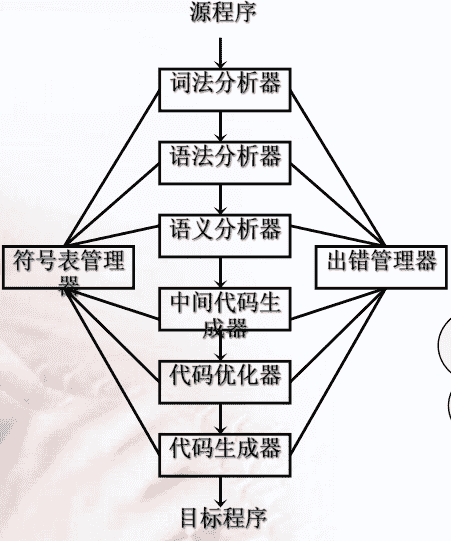 源程序
词法分析器
语法分析器
语义分析器
符号表管理
器
出错管理器
中间代码生
成器
代码优化器
代码生成器
目标程序